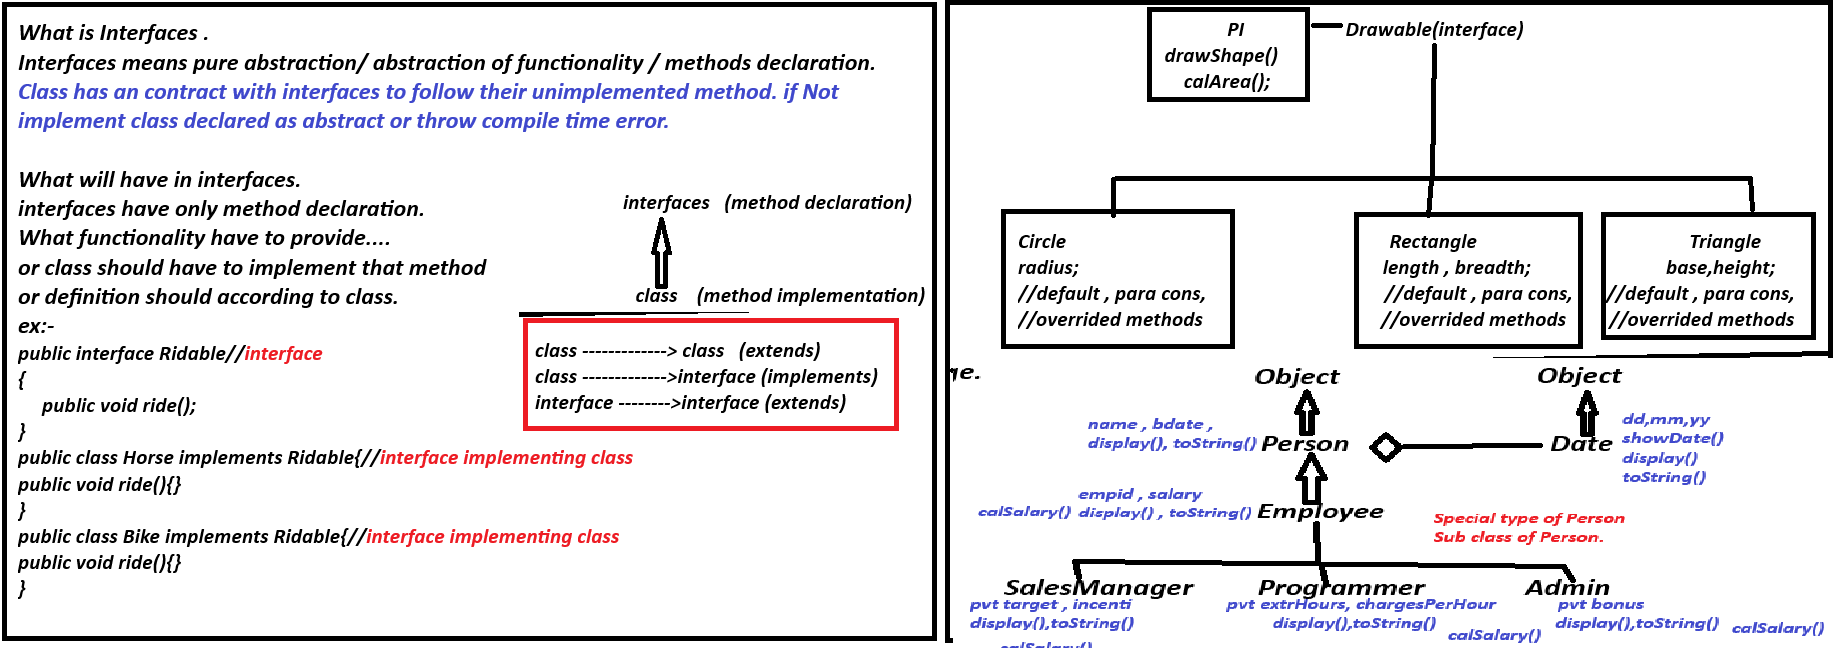 What is Interfaces .
Interfaces means pure abstraction/ abstraction of functionality / methods declaration.
Class has an contract with interfaces to follow their unimplemented method. if Not
implement class declared as abstract or throw compile time error.
What will have in interfaces.
interfaces have only method declaration.
What functionality have to provide....
or class should have to implement that method
or definition should according to class.
ex:-
public interface Ridable//interface
{
public void ride();
}
public class Horse implements Ridable{//interface implementing class
public void ride(){}
}
public class Bike implements Ridable{//interface implementing class
public void ride(){}
}
interfaces (method declaration)
class (method implementation)
class -------------> class (extends)
class ------------->interface (implements)
interface -------->interface (extends)
PI
drawShape()
calArea();
Drawable(interface)
Circle
radius;
//default , para cons,
//overrided methods
Rectangle
length , breadth;
//default , para cons,
//overrided methods
Triangle
base,height;
//default , para cons,
//overrided methods
Object
name , bdate ,
display(), toString()
Person
empid , salary
calSalary() display() , toString()
Employee
Object
Date
dd,mm,yy
showDate()
display()
toString()
Special type of Person
Sub class of Person.
SalesManager
pvt target , incenti
display(),toString()
calSalary()
Programmer
pvt extrHours, chargesPerHour
display(),toString()
calSalary()
Admin
pvt bonus
display(),toString()
calSalary()